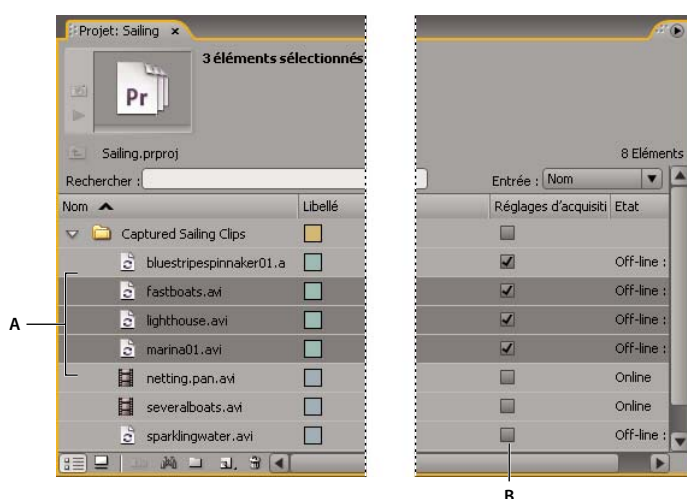 Projet: Sailing x
3 éléments sélectionnés
Pr
Sailing.prproj
8 Eléments
Rechercher :
Entrée : Nom
Nom Libellé Réglages d'acquisiti Etat
Captured Sailing Clips
bluestripespinnaker01.a Off-line :
fastboats.avi Off-line :
A
lighthouse.avi Off-line :
marina01.avi Off-line :
netting.pan.avi Online
severalboats.avi Online
sparklingwater.avi Off-line :
B